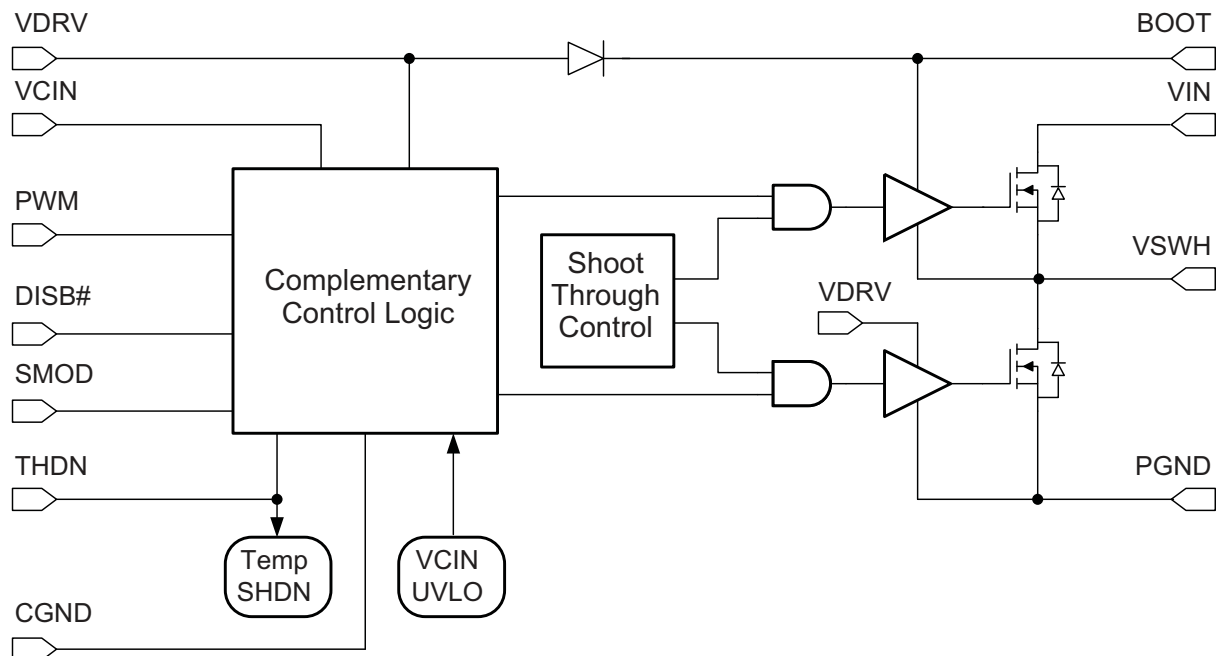 VDRV
BOOT
VCIN
VIN
PWM
Complementary
Control Logic
Shoot
Through
Control
VSWH
DISB#
VDRV
SMOD
THDN
PGND
Temp
SHDN
VCIN
UVLO
CGND